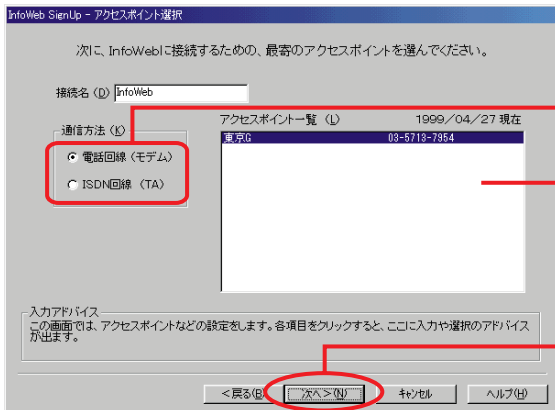 InfoWeb SignUp - アクセスポイント選択
次に、InfoWebに接続するための、最寄のアクセスポイントを選んでください。
接続名 (D) InfoWeb
通信方法 (K)
電話回線 (モデム)
ISDN回線 (TA)
アクセスポイント一覧 (L) 1999/04/27 現在
東京G 03-5713-7954
入力アドバイス
この画面では、アクセスポイントなどの設定をします。各項目をクリックすると、ここに入力や選択のアドバイス
が出ます。
<戻る(B) 次へ>(N) キャンセル ヘルプ(H)